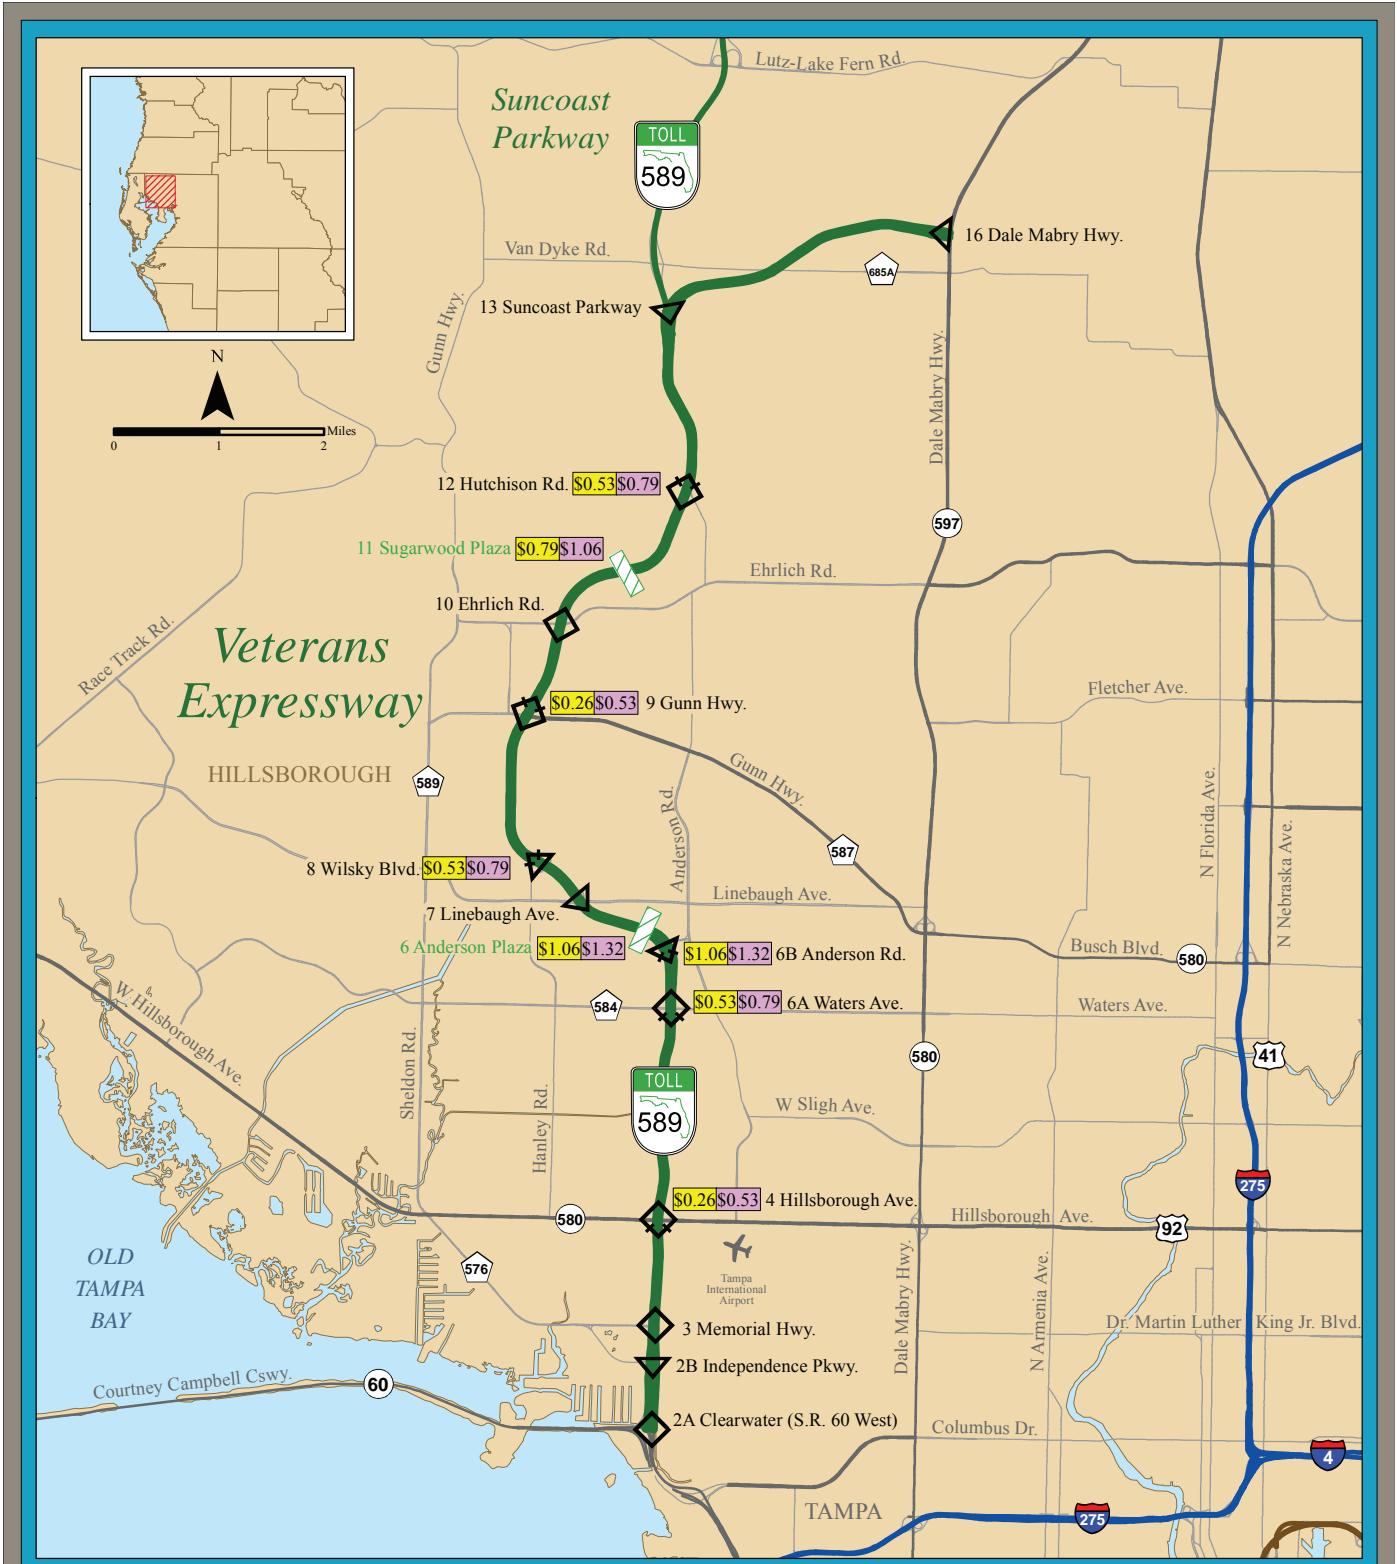 Lutz-Lake Fern Rd.
Suncoast
Parkway
TOLL
589
16 Dale Mabry Hwy.
Van Dyke Rd.
685A
13 Suncoast Parkway
Gunn Hwy.
Dale Mabry Hwy.
N
Miles
0 1 2
12 Hutchison Rd. $0.53 $0.79
597
11 Sugarwood Plaza $0.79 $1.06
Ehrlich Rd.
10 Ehrlich Rd.
Race Track Rd.
Veterans
Expressway
Fletcher Ave.
$0.26 $0.53 9 Gunn Hwy.
HILLSBOROUGH
589
Gunn Hwy.
Anderson Rd.
N Florida Ave.
N Nebraska Ave.
587
8 Wilsky Blvd. $0.53 $0.79
Linebaugh Ave.
7 Linebaugh Ave.
6 Anderson Plaza $1.06 $1.32
$1.06 $1.32 6B Anderson Rd.
Busch Blvd.
580
W Hillsborough Ave.
584
$0.53 $0.79 6A Waters Ave.
Waters Ave.
Sheldon Rd.
580
41
TOLL
589
Hanley Rd.
W Sligh Ave.
275
$0.26 $0.53 4 Hillsborough Ave.
580
Hillsborough Ave.
92
OLD
TAMPA
BAY
576
Tampa
International
Airport
Dale Mabry Hwy.
N Armenia Ave.
3 Memorial Hwy.
Dr. Martin Luther King Jr. Blvd.
2B Independence Pkwy.
Courtney Campbell Cswy.
60
2A Clearwater (S.R. 60 West)
Columbus Dr.
4
TAMPA
275